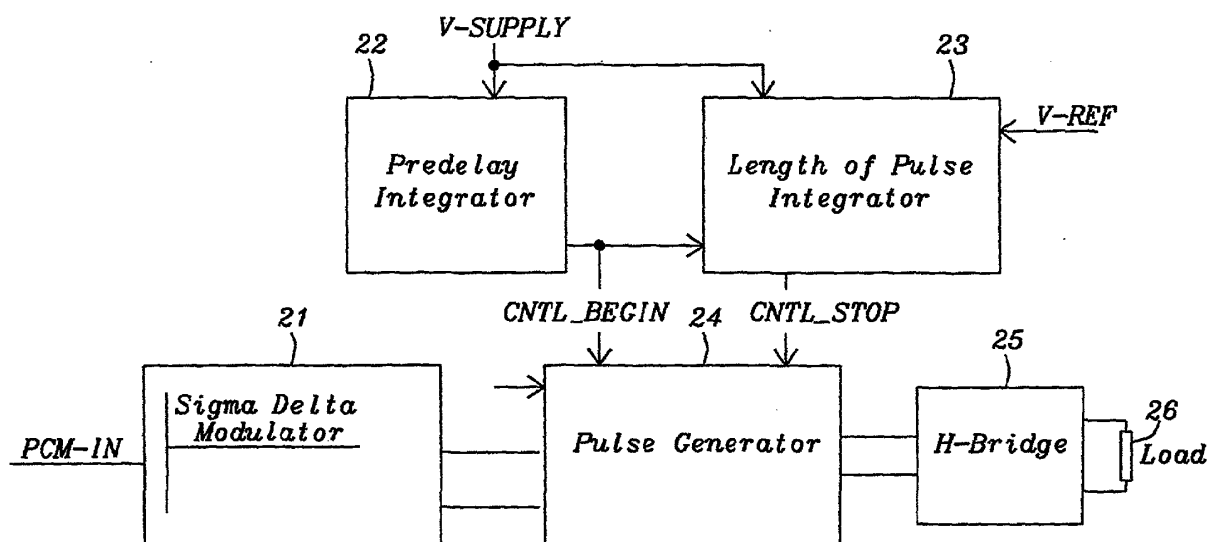 V-SUPPLY
22
23
V-REF
Predelay
Integrator
Length of Pulse
Integrator
CNTL_BEGIN
CNTL_STOP
21
24
25
26
Sigma Delta
Modulator
PCM-IN
Pulse Generator
H-Bridge
Load